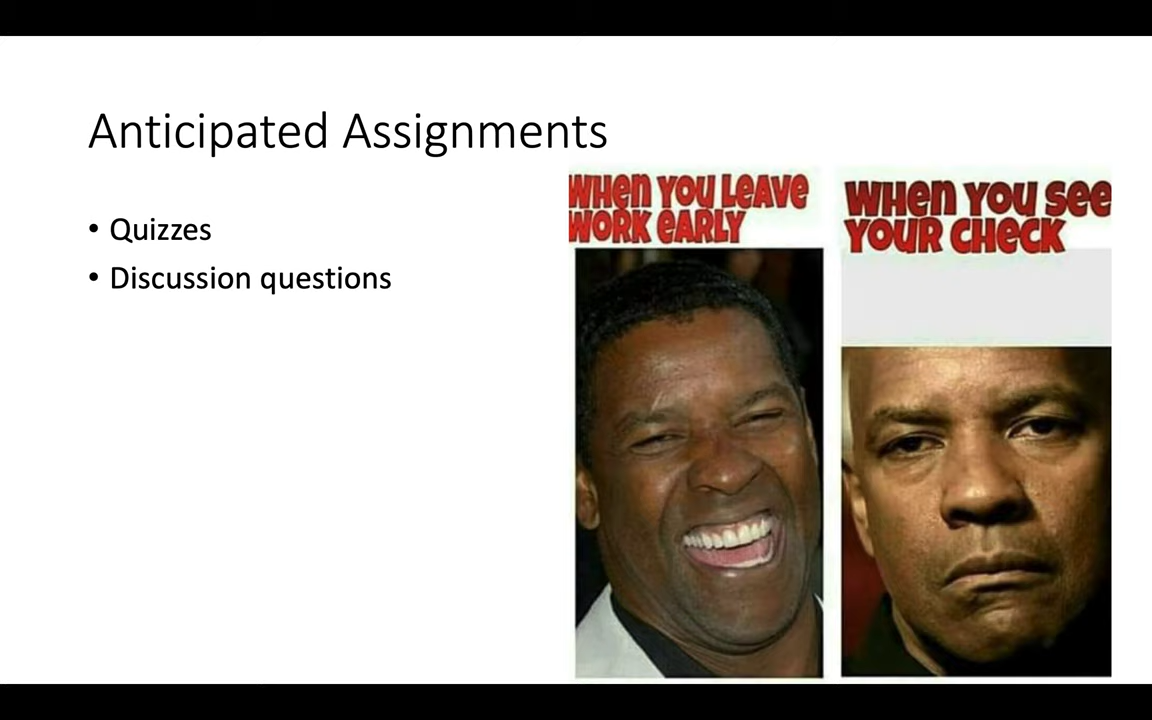 Anticipated Assignments
• Quizzes
• Discussion questions
WHen YOU LeAVe
WORK eARLY
WHen YOU See
YOUR CHeCK